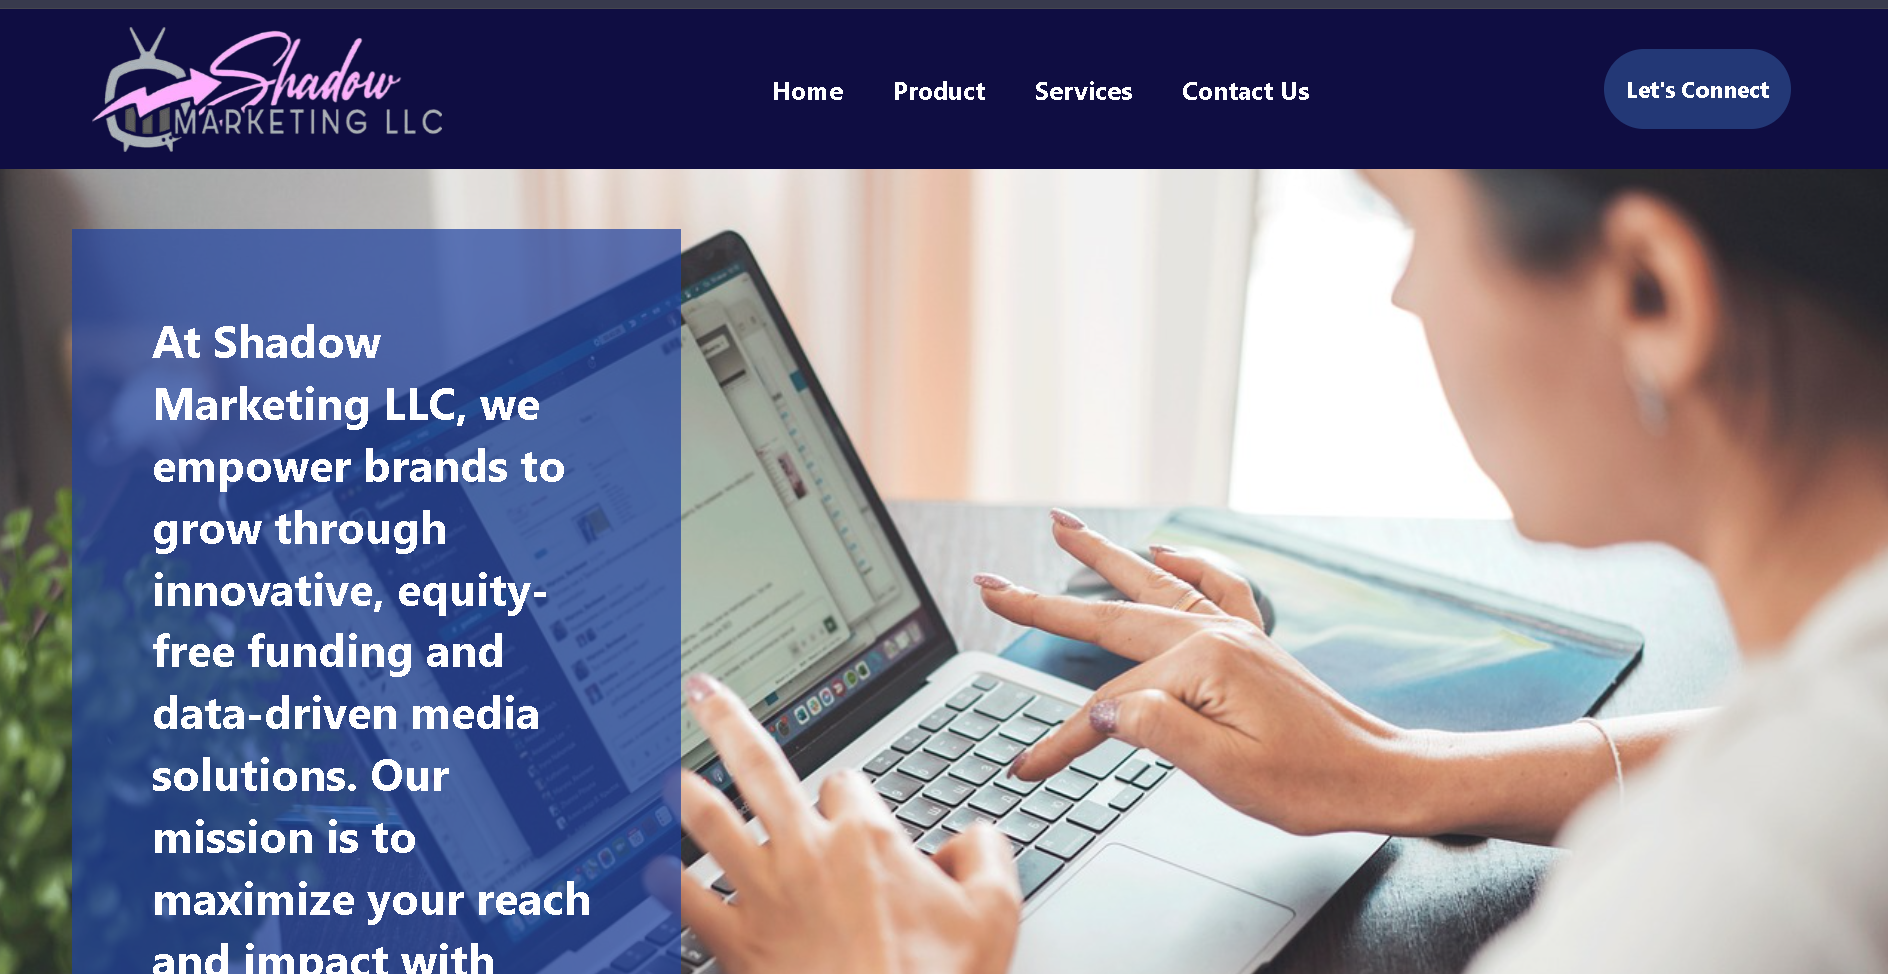 Shadow
MARKETING LLC
Home
Product
Services
Contact Us
Let's Connect
At Shadow
Marketing LLC, we
empower brands to
grow through
innovative, equity-
free funding and
data-driven media
solutions. Our
mission is to
maximize your reach
and impact with